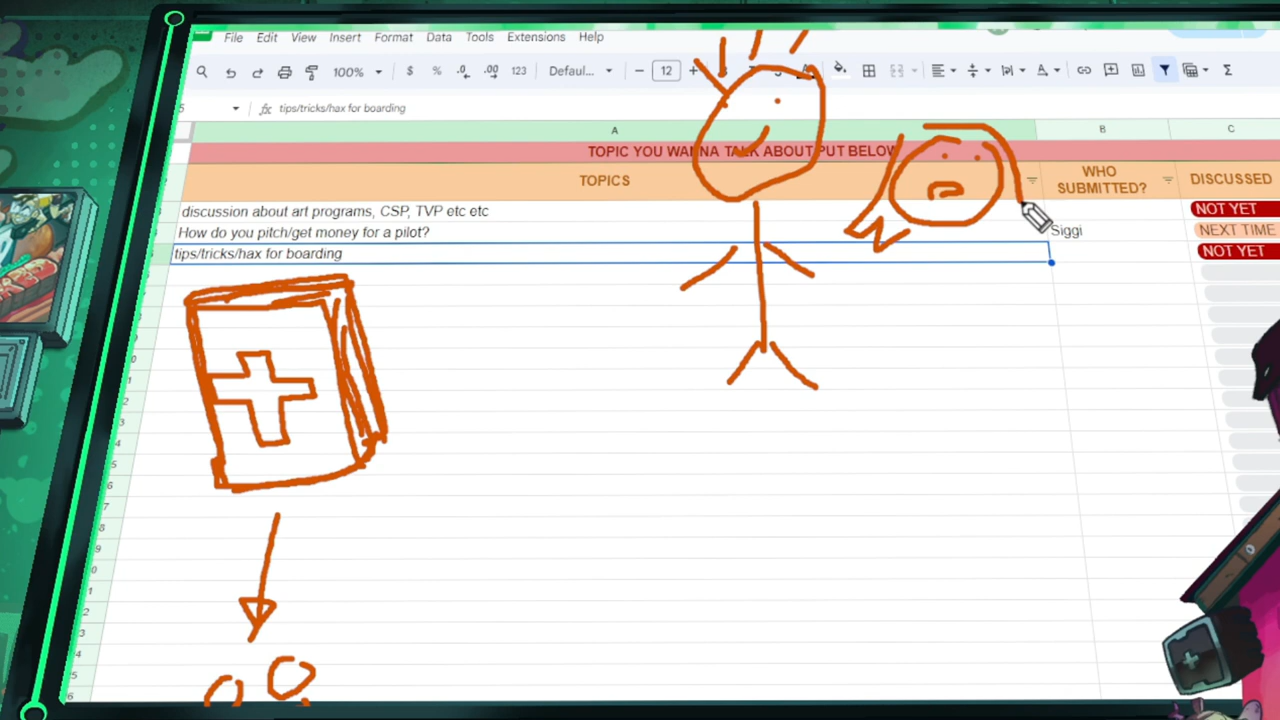 File Edit View Insert Format Data Tools Extensions Help
100% $ % .0 .00 123 Defaul... 12
fx tips/tricks/hax for boarding
A B C
TOPIC YOU WANNA TALK ABOUT PUT BELOW
TOPICS WHO SUBMITTED? DISCUSSED
discussion about art programs, CSP, TVP etc etc NOT YET
How do you pitch/get money for a pilot? Siggi NEXT TIME
tips/tricks/hax for boarding NOT YET